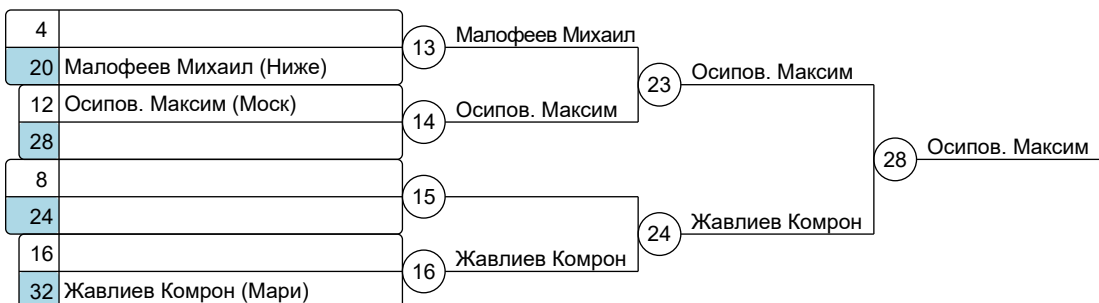 4
13
Малофеев Михаил
20 Малофеев Михаил (Ниже)
23
Осипов. Максим
12 Осипов. Максим (Моск)
14
Осипов. Максим
28
28
Осипов. Максим
8
15
24
24
Жавлиев Комрон
16
16
Жавлиев Комрон
32 Жавлиев Комрон (Мари)